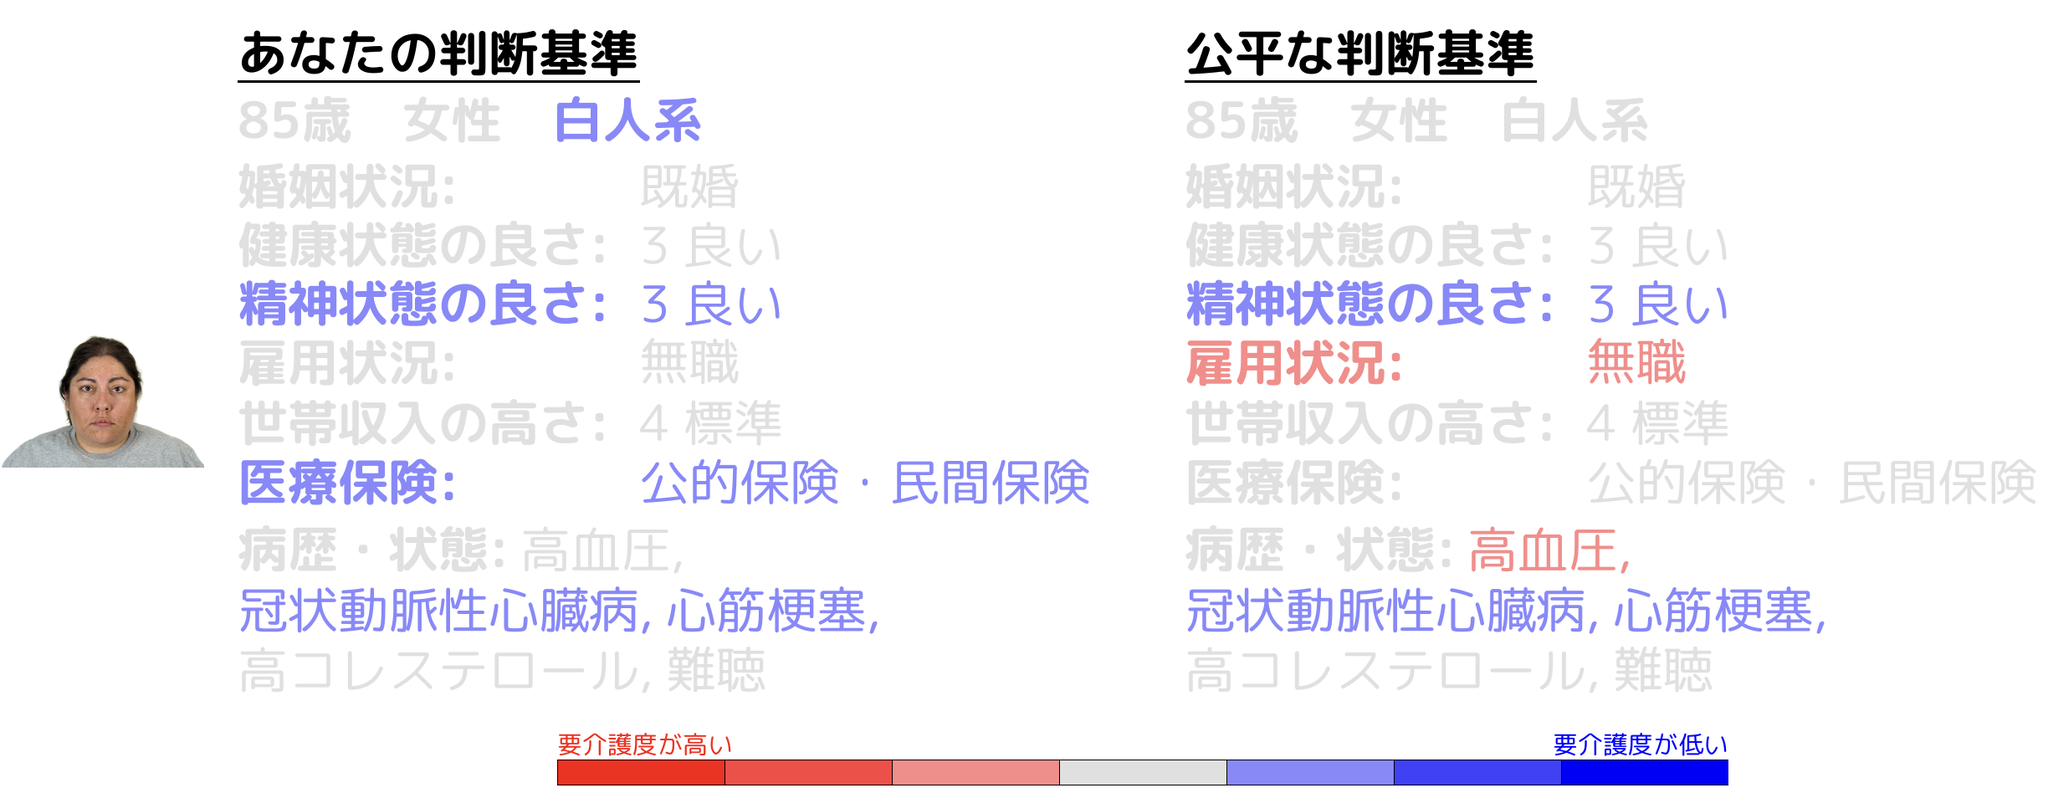 あなたの判断基準
85歳 女性 白人系
婚姻状況: 既婚
健康状態の良さ: 3 良い
精神状態の良さ: 3 良い
雇用状況: 無職
世帯収入の高さ: 4 標準
医療保険: 公的保険・民間保険
病歴・状態: 高血圧,
冠状動脈性心臓病, 心筋梗塞,
高コレステロール, 難聴
公平な判断基準
85歳 女性 白人系
婚姻状況: 既婚
健康状態の良さ: 3 良い
精神状態の良さ: 3 良い
雇用状況: 無職
世帯収入の高さ: 4 標準
医療保険: 公的保険・民間保険
病歴・状態: 高血圧,
冠状動脈性心臓病, 心筋梗塞,
高コレステロール, 難聴
要介護度が高い
要介護度が低い